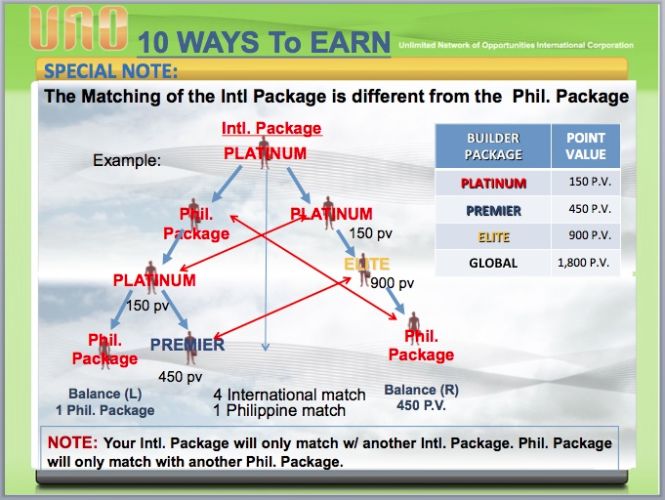 UNO
10 WAYS To EARN
Unlimited Network of Opportunities International Corporation
SPECIAL NOTE:
The Matching of the Intl Package is different from the Phil. Package
Intl. Package
Example:
PLATINUM
Phil.
Package
PLATINUM
150 pv
PLATINUM
150 pv
ELITE
900 pv
Phil.
Package
PREMIER
450 pv
Phil.
Package
Balance (L)
1 Phil. Package
4 International match
1 Philippine match
Balance (R)
450 P.V.
BUILDER PACKAGE POINT VALUE
PLATINUM 150 P.V.
PREMIER 450 P.V.
ELITE 900 P.V.
GLOBAL 1,800 P.V.
NOTE: Your Intl. Package will only match w/ another Intl. Package. Phil. Package
will only match with another Phil. Package.